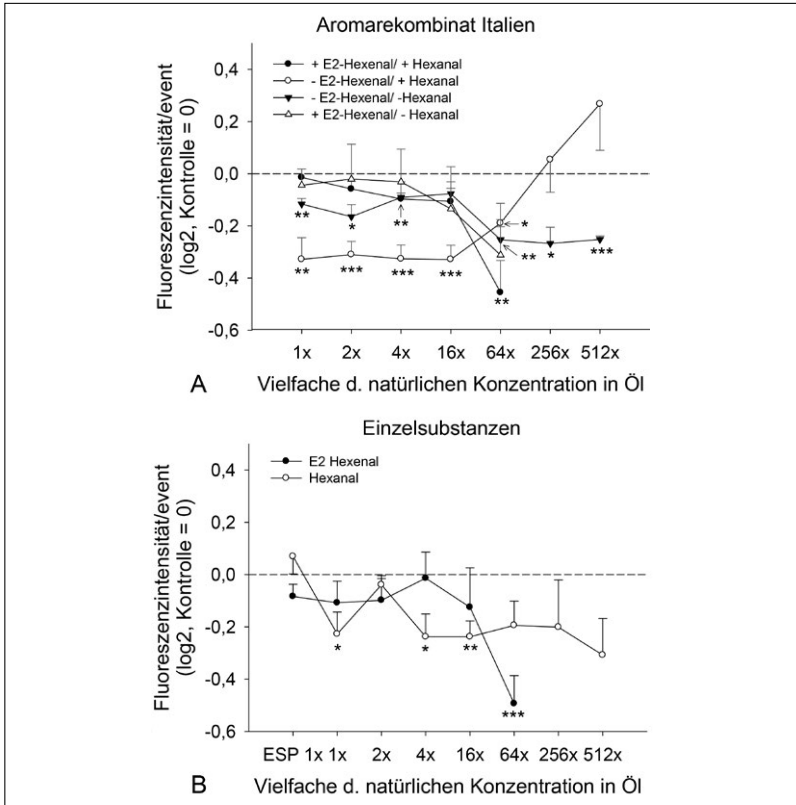 Aromarekombinat Italien
Fluoreszenzintensität/event
(log2, Kontrolle = 0)
0,4
0,2
0,0
-0,2
-0,4
-0,6
+ E2-Hexenal/ + Hexanal
- E2-Hexenal/ + Hexanal
- E2-Hexenal/ -Hexanal
+ E2-Hexenal/ - Hexanal
**
*
**
*
**
*
***
**
***
***
***
**
1x 2x 4x 16x 64x 256x 512x
A Vielfache d. natürlichen Konzentration in Öl
Einzelsubstanzen
Fluoreszenzintensität/event
(log2, Kontrolle = 0)
0,4
0,2
0,0
-0,2
-0,4
-0,6
E2 Hexenal
Hexanal
*
*
**
***
ESP 1x 1x 2x 4x 16x 64x 256x 512x
B Vielfache d. natürlichen Konzentration in Öl